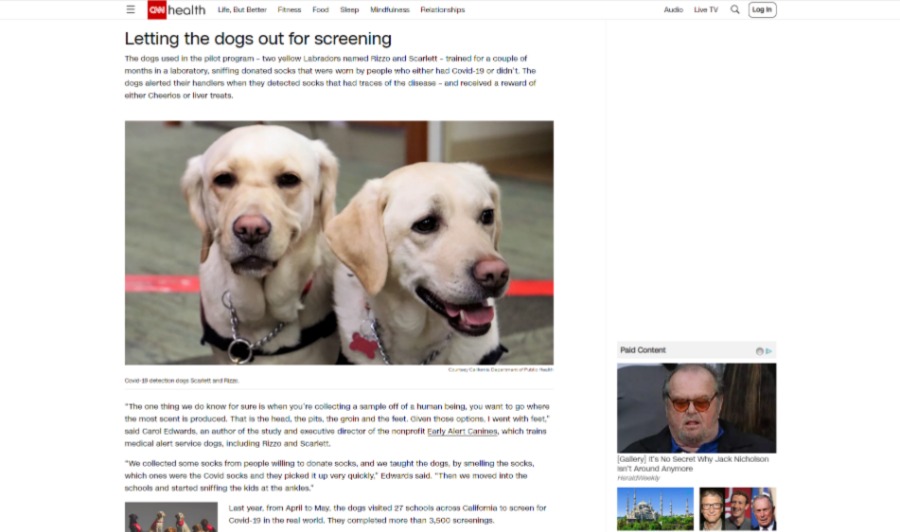 CNN health Life, But Better Fitness Food Sleep Mindfulness Relationships Audio Live TV Log In
Letting the dogs out for screening
The dogs used in the pilot program – two yellow Labradors named Rizzo and Scarlett – trained for a couple of
months in a laboratory, sniffing donated socks that were worn by people who either had Covid-19 or didn't. The
dogs alerted their handlers when they detected socks that had traces of the disease – and received a reward of
either Cheerios or liver treats.
Courtesy California Department of Public Health
Covid-19 detection dogs Scarlett and Rizzo.
"The one thing we do know for sure is when you're collecting a sample off of a human being, you want to go where
the most scent is produced. That is the head, the pits, the groin and the feet. Given those options, I went with feet,"
said Carol Edwards, an author of the study and executive director of the nonprofit Early Alert Canines, which trains
medical alert service dogs, including Rizzo and Scarlett.
"We collected some socks from people willing to donate socks, and we taught the dogs, by smelling the socks,
which ones were the Covid socks and they picked it up very quickly," Edwards said. "Then we moved into the
schools and started sniffing the kids at the ankles."
Last year, from April to May, the dogs visited 27 schools across California to screen for
Covid-19 in the real world. They completed more than 3,500 screenings.
Paid Content
[Gallery] It's No Secret Why Jack Nicholson
Isn't Around Anymore
HeraldWeekly